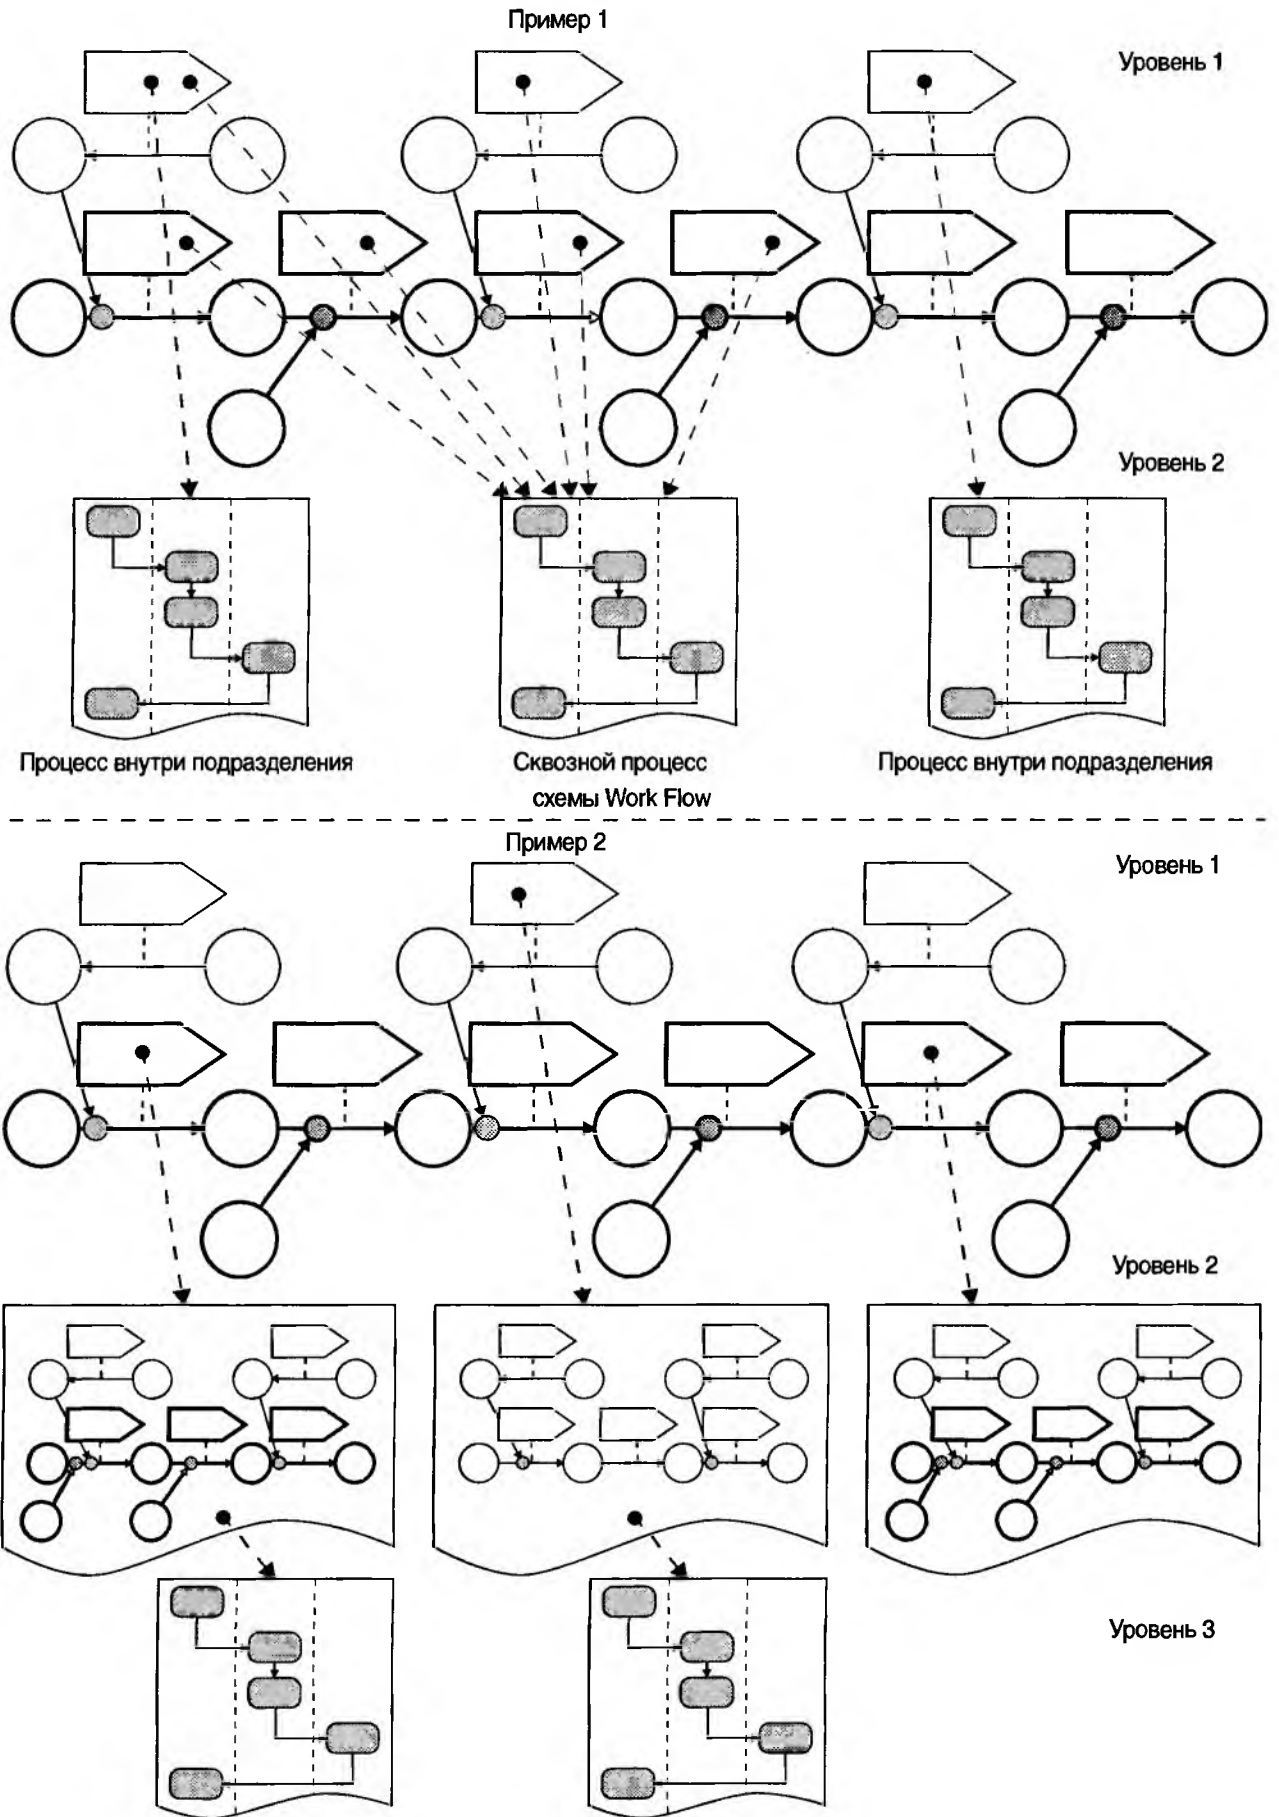 Пример 1
Уровень 1
Уровень 2
Процесс внутри подразделения
Сквозной процесс
схемы Work Flow
Процесс внутри подразделения
Пример 2
Уровень 1
Уровень 2
Уровень 3